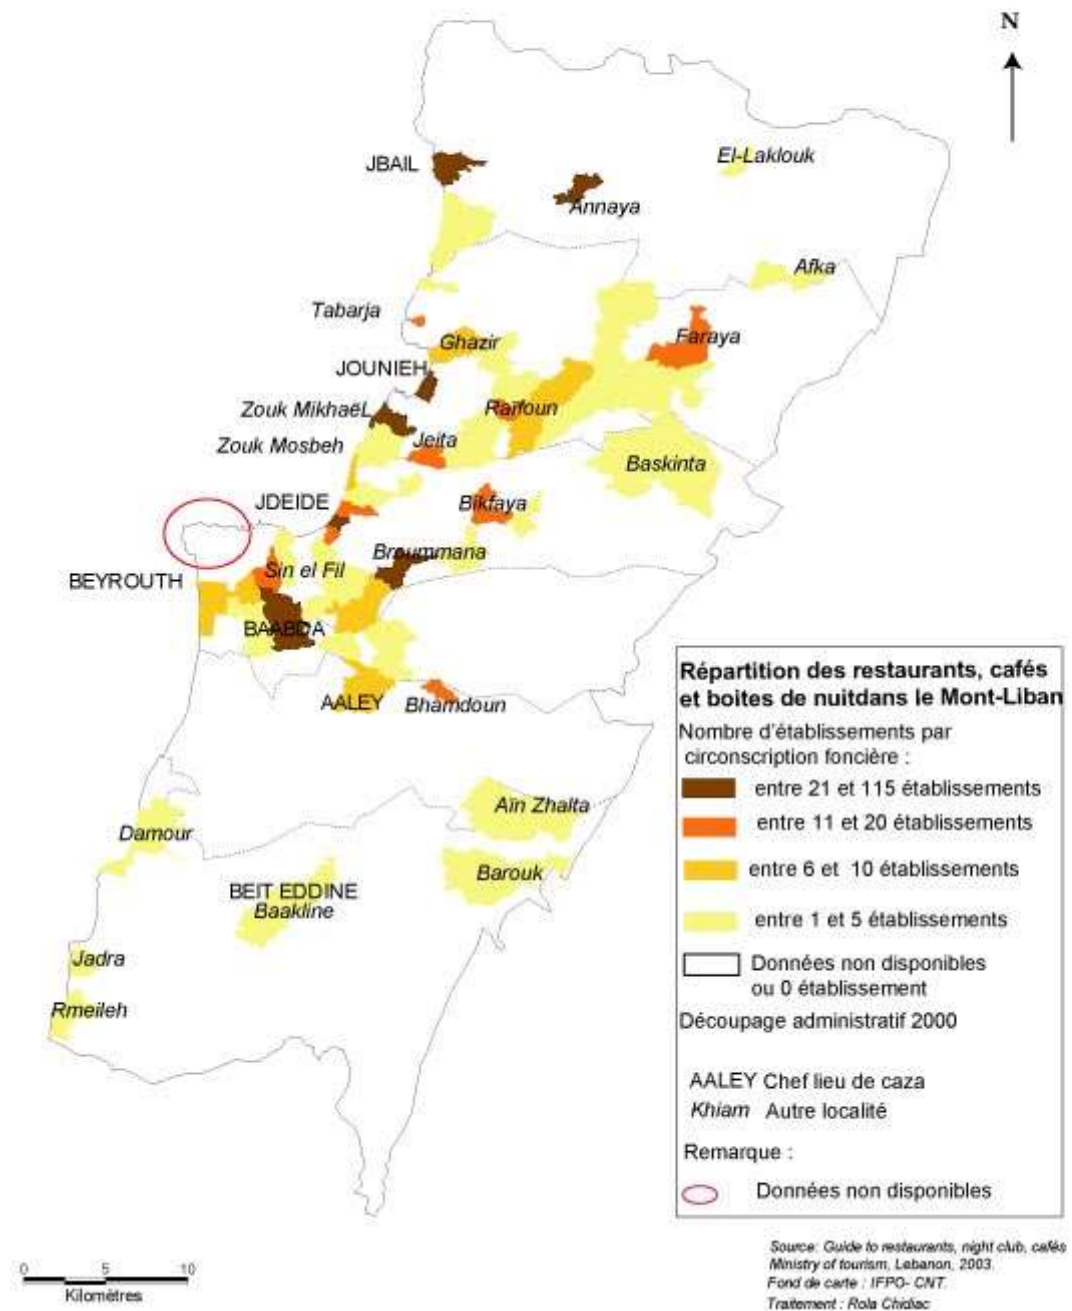 N
JBAIL
El-Laklouk
Annaya
Afka
Tabarja
Ghazir
Faraya
JOUNIEH
Zouk MikhaëL
Raïfoun
Zouk Mosbeh
Jeita
Baskinta
JDEIDE
Bikfaya
Broummana
Sin el Fil
BEYROUTH
BAABDA
AALEY
Bhamdoun
Aïn Zhalta
Damour
Barouk
BEIT EDDINE
Baakline
Jadra
Rmeileh
Répartition des restaurants, cafés
et boites de nuitdans le Mont-Liban
Nombre d'établissements par
circonscription foncière :
entre 21 et 115 établissements
entre 11 et 20 établissements
entre 6 et 10 établissements
entre 1 et 5 établissements
Données non disponibles
ou 0 établissement
Découpage administratif 2000
AALEY Chef lieu de caza
Khiam Autre localité
Remarque :
Données non disponibles
0 5 10
Kilomètres
Source: Guide to restaurants, night club, cafés
Ministry of tourism, Lebanon, 2003.
Fond de carte : IFPO- CNT.
Traitement : Rola Chidiac